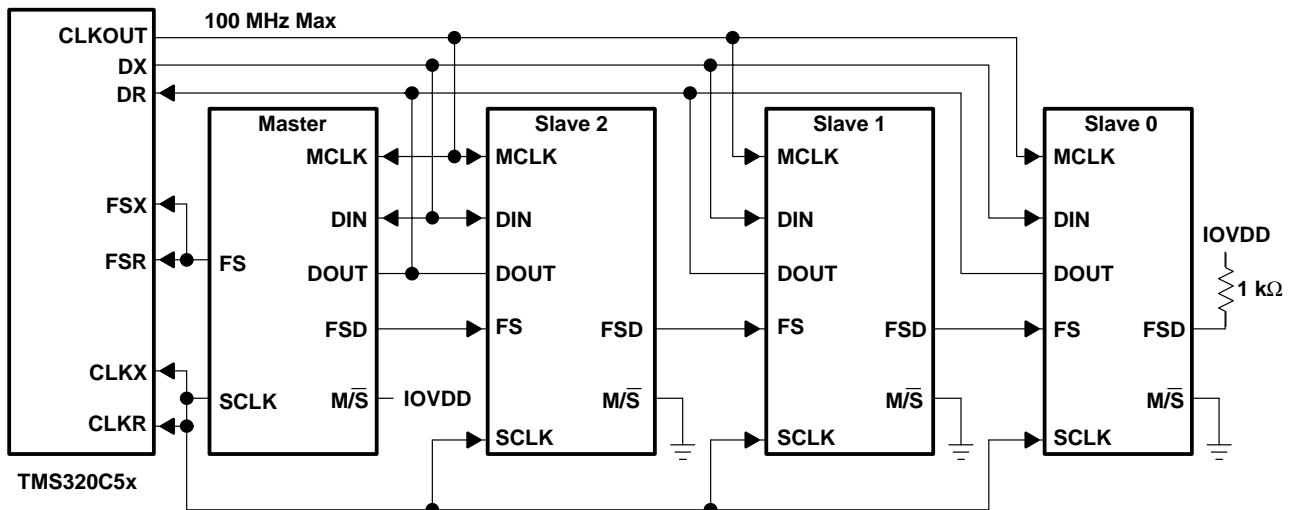 100 MHz Max
CLKOUT
DX
DR
FSX
FSR
CLKX
CLKR
TMS320C5x
Master
MCLK
DIN
DOUT
FS
FSD
SCLK
M/S̅
IOVDD
Slave 2
MCLK
DIN
DOUT
FS
FSD
M/S̅
SCLK
Slave 1
MCLK
DIN
DOUT
FS
FSD
M/S̅
SCLK
Slave 0
MCLK
DIN
DOUT
FS
FSD
M/S̅
SCLK
IOVDD
1 kΩ